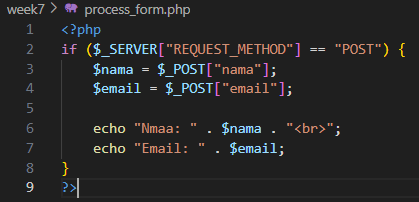 week7 > process_form.php
1 <?php
2 if ($_SERVER["REQUEST_METHOD"] == "POST") {
3 $nama = $_POST["nama"];
4 $email = $_POST["email"];
5
6 echo "Nmaa: " . $nama . "<br>";
7 echo "Email: " . $email;
8 }
9 ?>